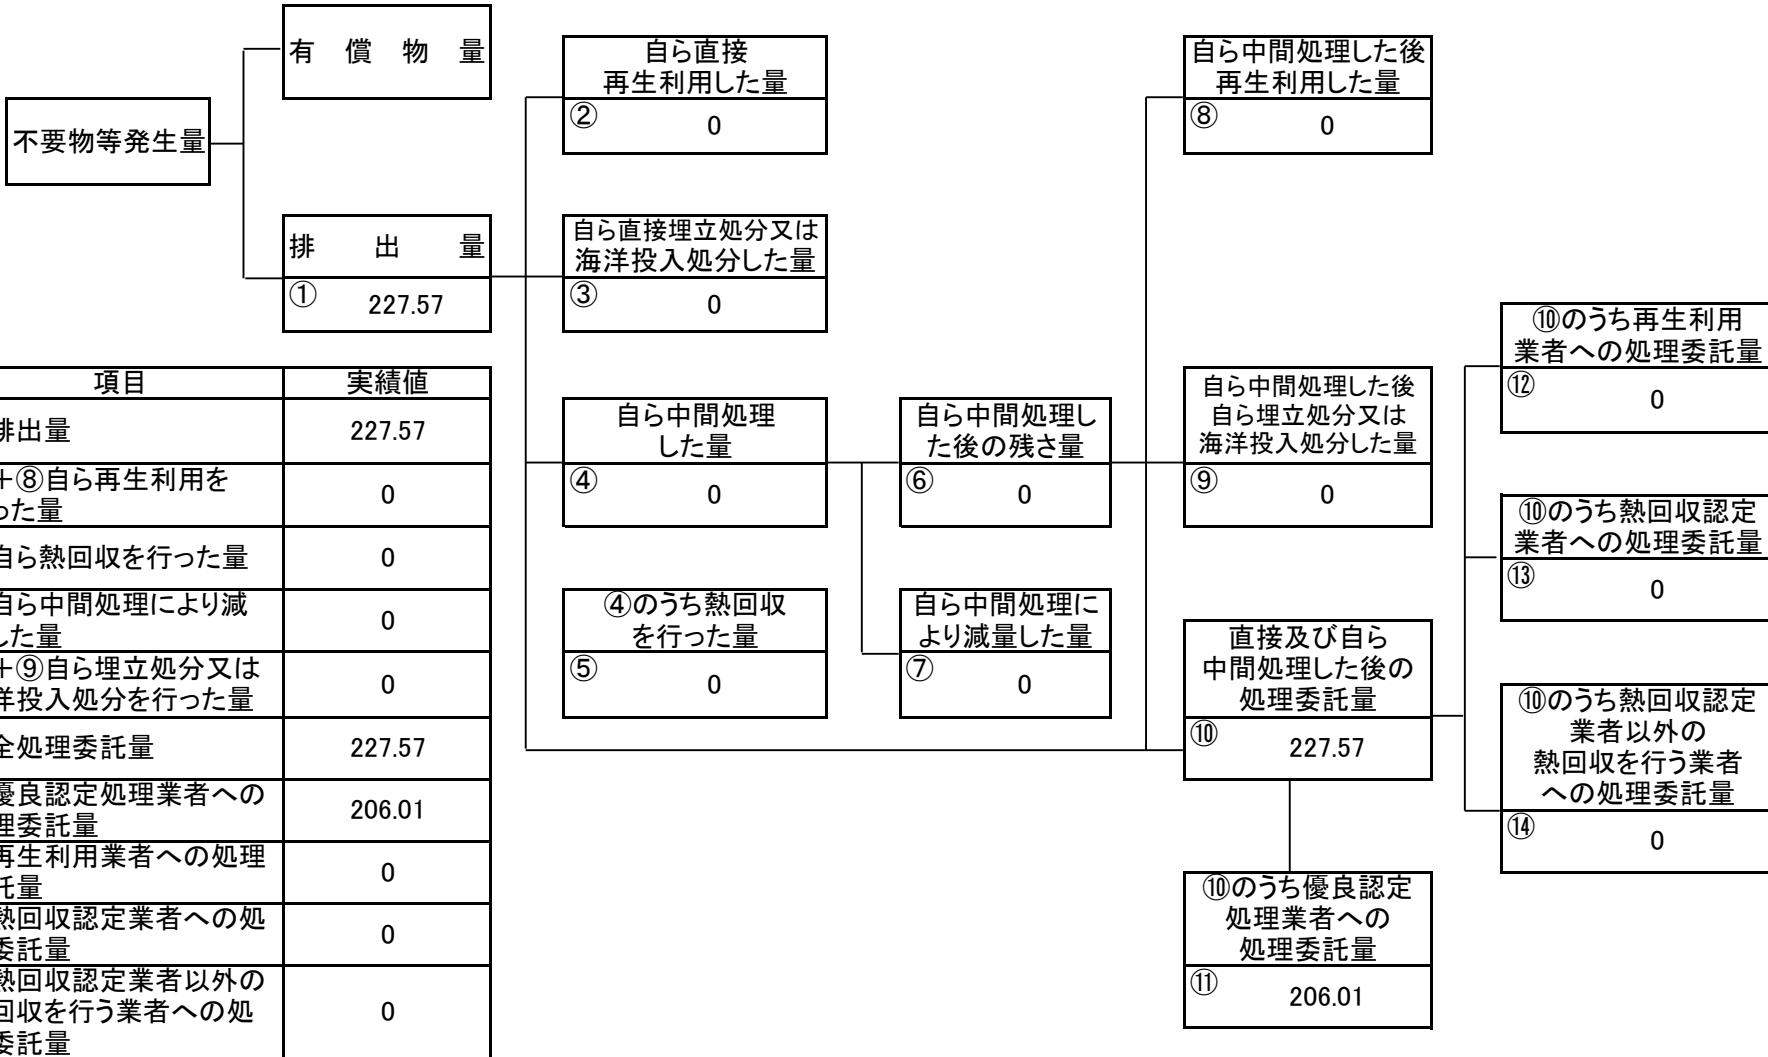 不要物等発生量
有償物量
排出量
①
227.57
自ら直接
再生利用した量
②
0
自ら直接埋立処分又は
海洋投入処分した量
③
0
自ら中間処理
した量
④
0
④のうち熱回収
を行った量
⑤
0
自ら中間処理し
た後の残さ量
⑥
0
自ら中間処理に
より減量した量
⑦
0
自ら中間処理した後
再生利用した量
⑧
0
自ら中間処理した後
自ら埋立処分又は
海洋投入処分した量
⑨
0
直接及び自ら
中間処理した後の
処理委託量
⑩
227.57
⑩のうち優良認定
処理業者への
処理委託量
⑪
206.01
⑩のうち再生利用
業者への処理委託量
⑫
0
⑩のうち熱回収認定
業者への処理委託量
⑬
0
⑩のうち熱回収認定
業者以外の
熱回収を行う業者
への処理委託量
⑭
0
項目 実績値
排出量 227.57
+⑧自ら再生利用を
った量
0
自ら熱回収を行った量 0
自ら中間処理により減
した量
0
+⑨自ら埋立処分又は
洋投入処分を行った量
0
全処理委託量 227.57
優良認定処理業者への
理委託量
206.01
再生利用業者への処理
託量
0
熱回収認定業者への処
委託量
0
熱回収認定業者以外の
回収を行う業者への処
委託量
0